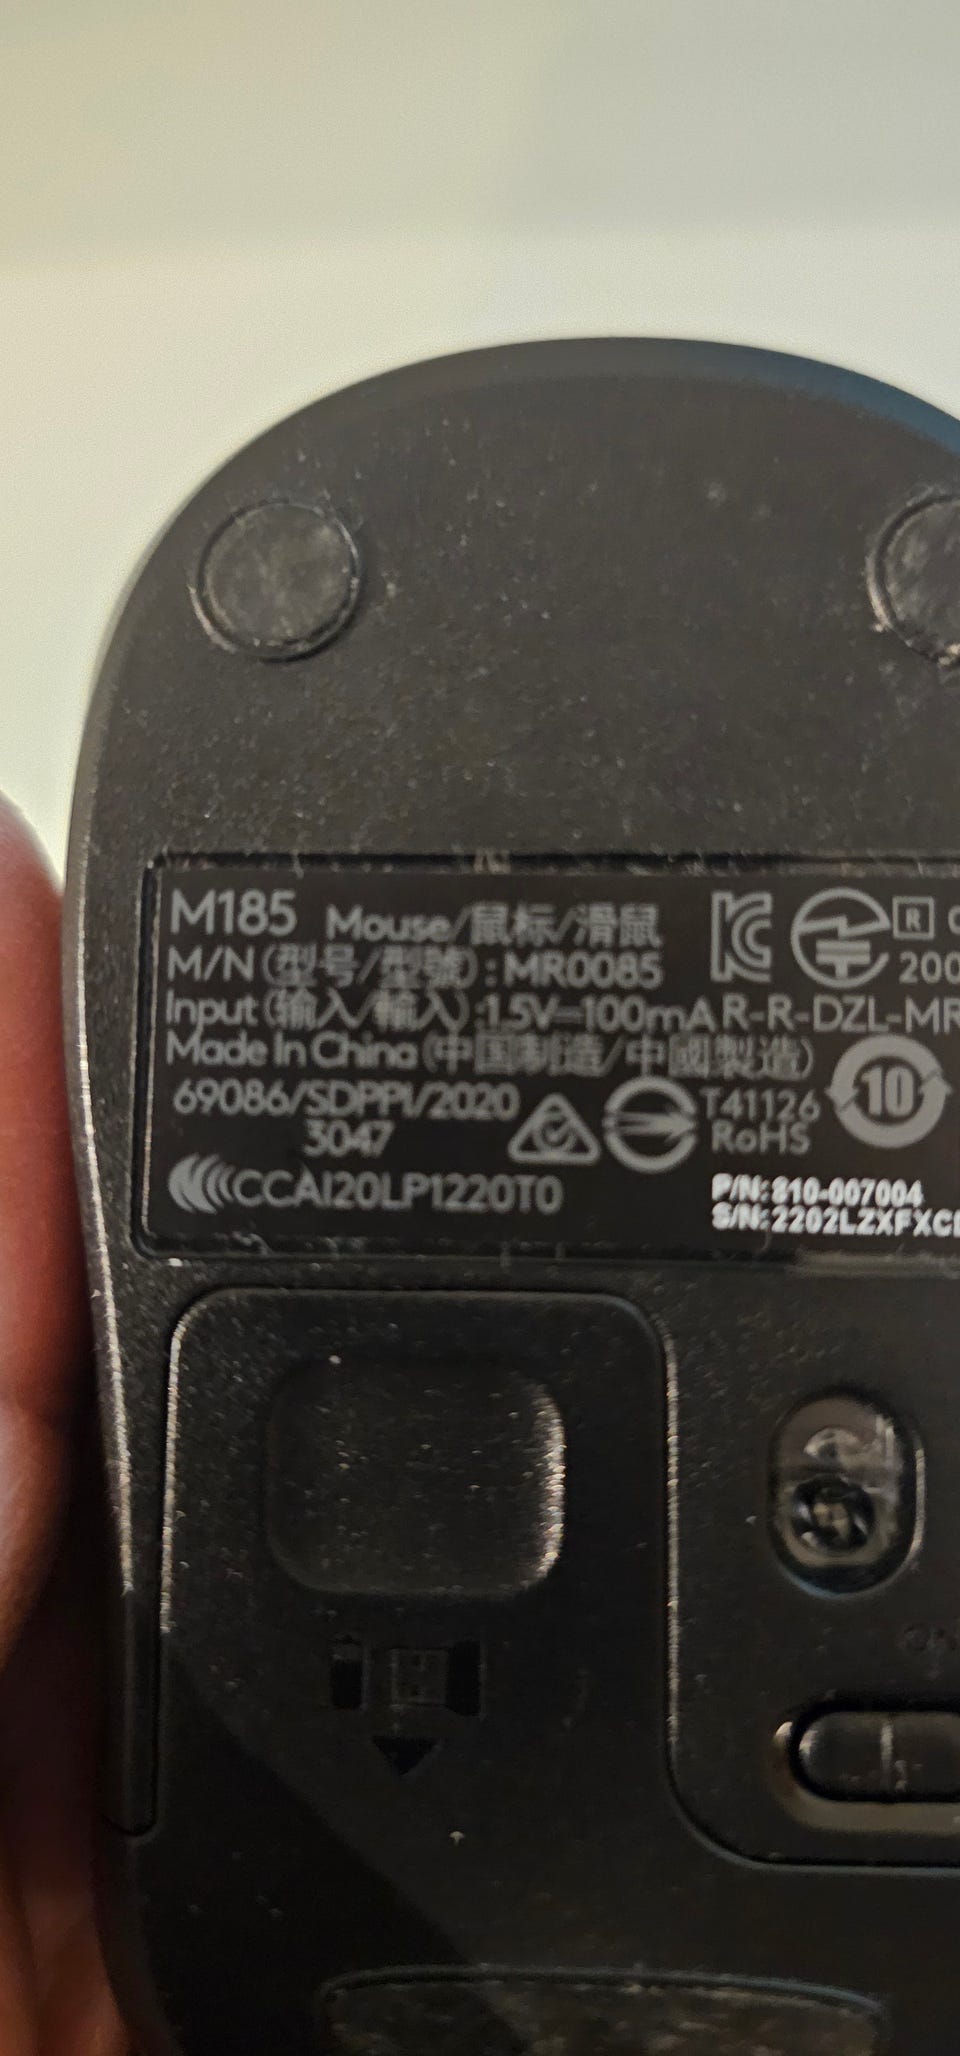 M185 Mouse/鼠标/滑鼠
M/N(型号/型號):MR0085
Input(输入/輸入):1.5V⎓100mA
Made In China(中国制造/中國製造)
69086/SDPPI/2020
3047
CCAI20LP1220T0
R
200
R-R-DZL-MR
10
T41126
RoHS
P/N:810-007004
S/N:2202LZXFXC